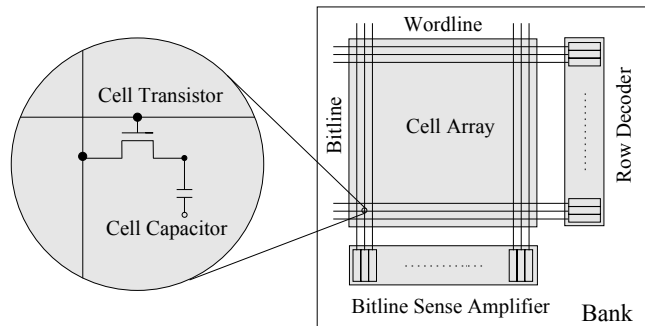 Wordline
Cell Transistor
Bitline
Cell Array
Row Decoder
Cell Capacitor
Bitline Sense Amplifier
Bank